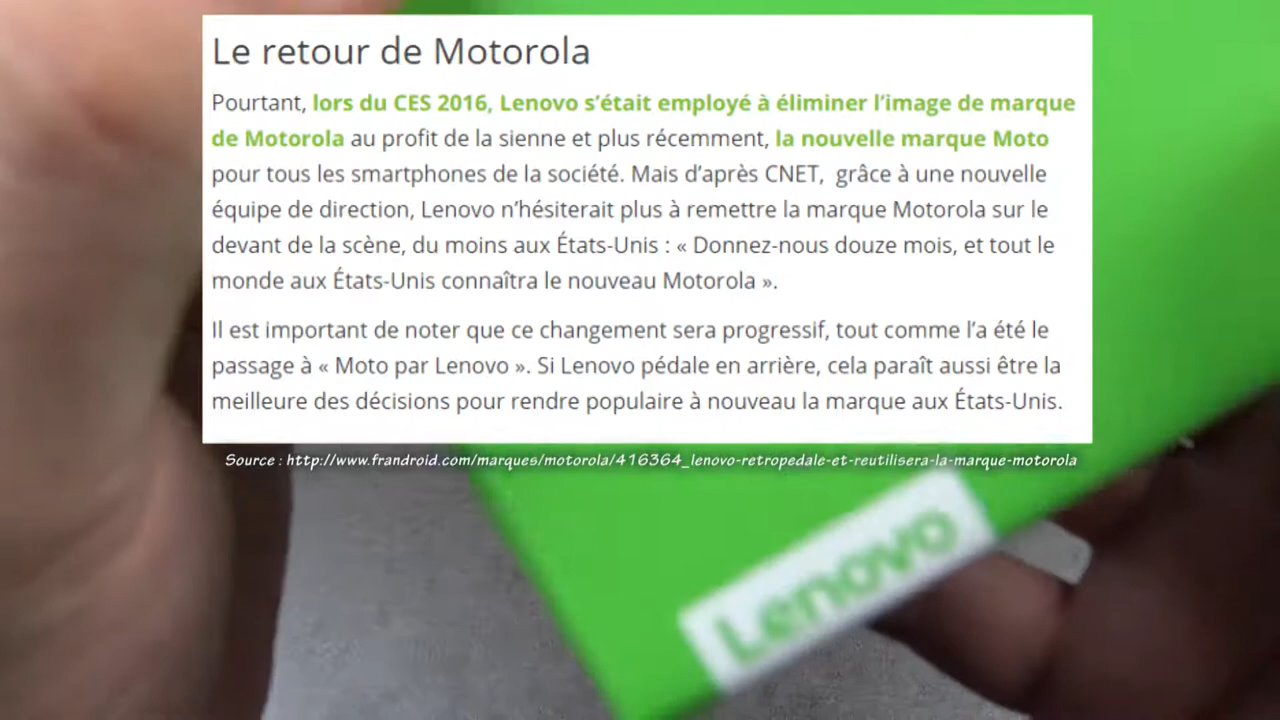 Le retour de Motorola
Pourtant, lors du CES 2016, Lenovo s’était employé à éliminer l’image de marque
de Motorola au profit de la sienne et plus récemment, la nouvelle marque Moto
pour tous les smartphones de la société. Mais d’après CNET, grâce à une nouvelle
équipe de direction, Lenovo n’hésiterait plus à remettre la marque Motorola sur le
devant de la scène, du moins aux États-Unis : « Donnez-nous douze mois, et tout le
monde aux États-Unis connaîtra le nouveau Motorola ».
Il est important de noter que ce changement sera progressif, tout comme l’a été le
passage à « Moto par Lenovo ». Si Lenovo pédale en arrière, cela paraît aussi être la
meilleure des décisions pour rendre populaire à nouveau la marque aux États-Unis.
Source : http://www.frandroid.com/marques/motorola/416364_lenovo-retropedale-et-reutilisera-la-marque-motorola
Lenovo